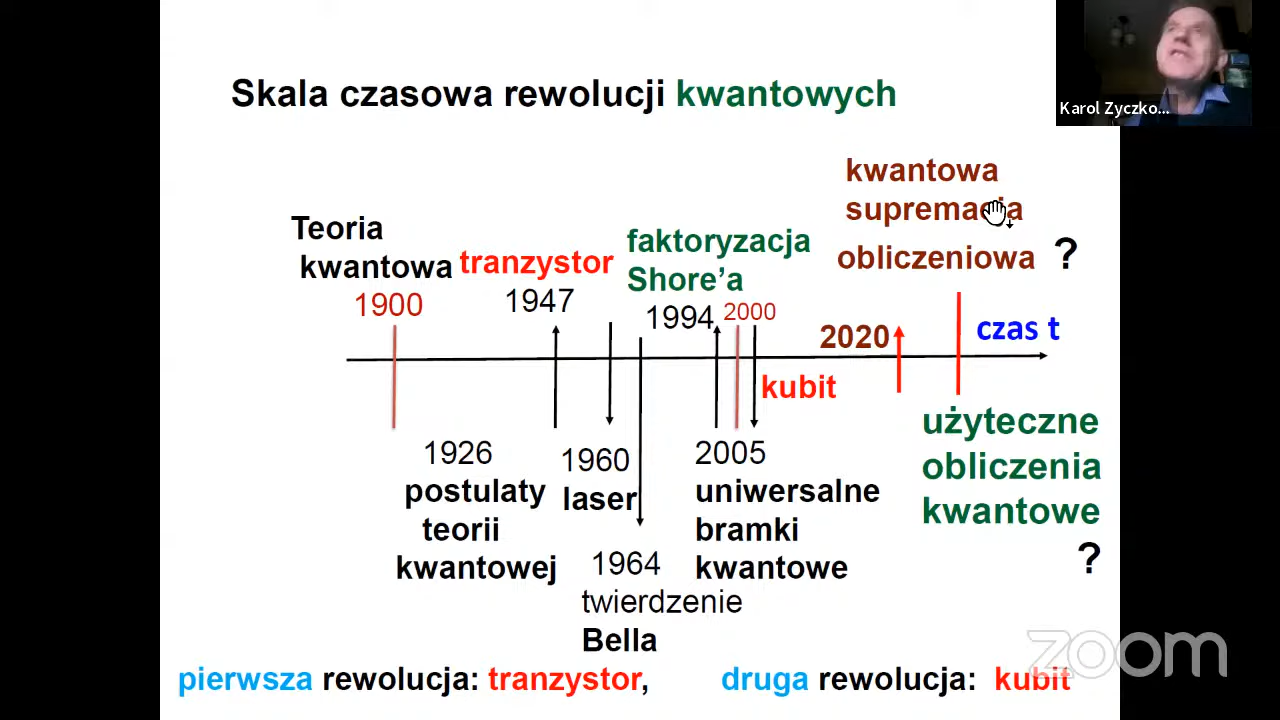 Skala czasowa rewolucji kwantowych
Karol Zyczko...
kwantowa
supremacja
obliczeniowa ?
Teoria
kwantowa
1900
tranzystor
1947
faktoryzacja
Shore'a
1994
2000
2020
czas t
kubit
1926
postulaty
teorii
kwantowej
1960
laser
1964
twierdzenie
Bella
2005
uniwersalne
bramki
kwantowe
użyteczne
obliczenia
kwantowe
?
pierwsza rewolucja: tranzystor, druga rewolucja: kubit
zoom